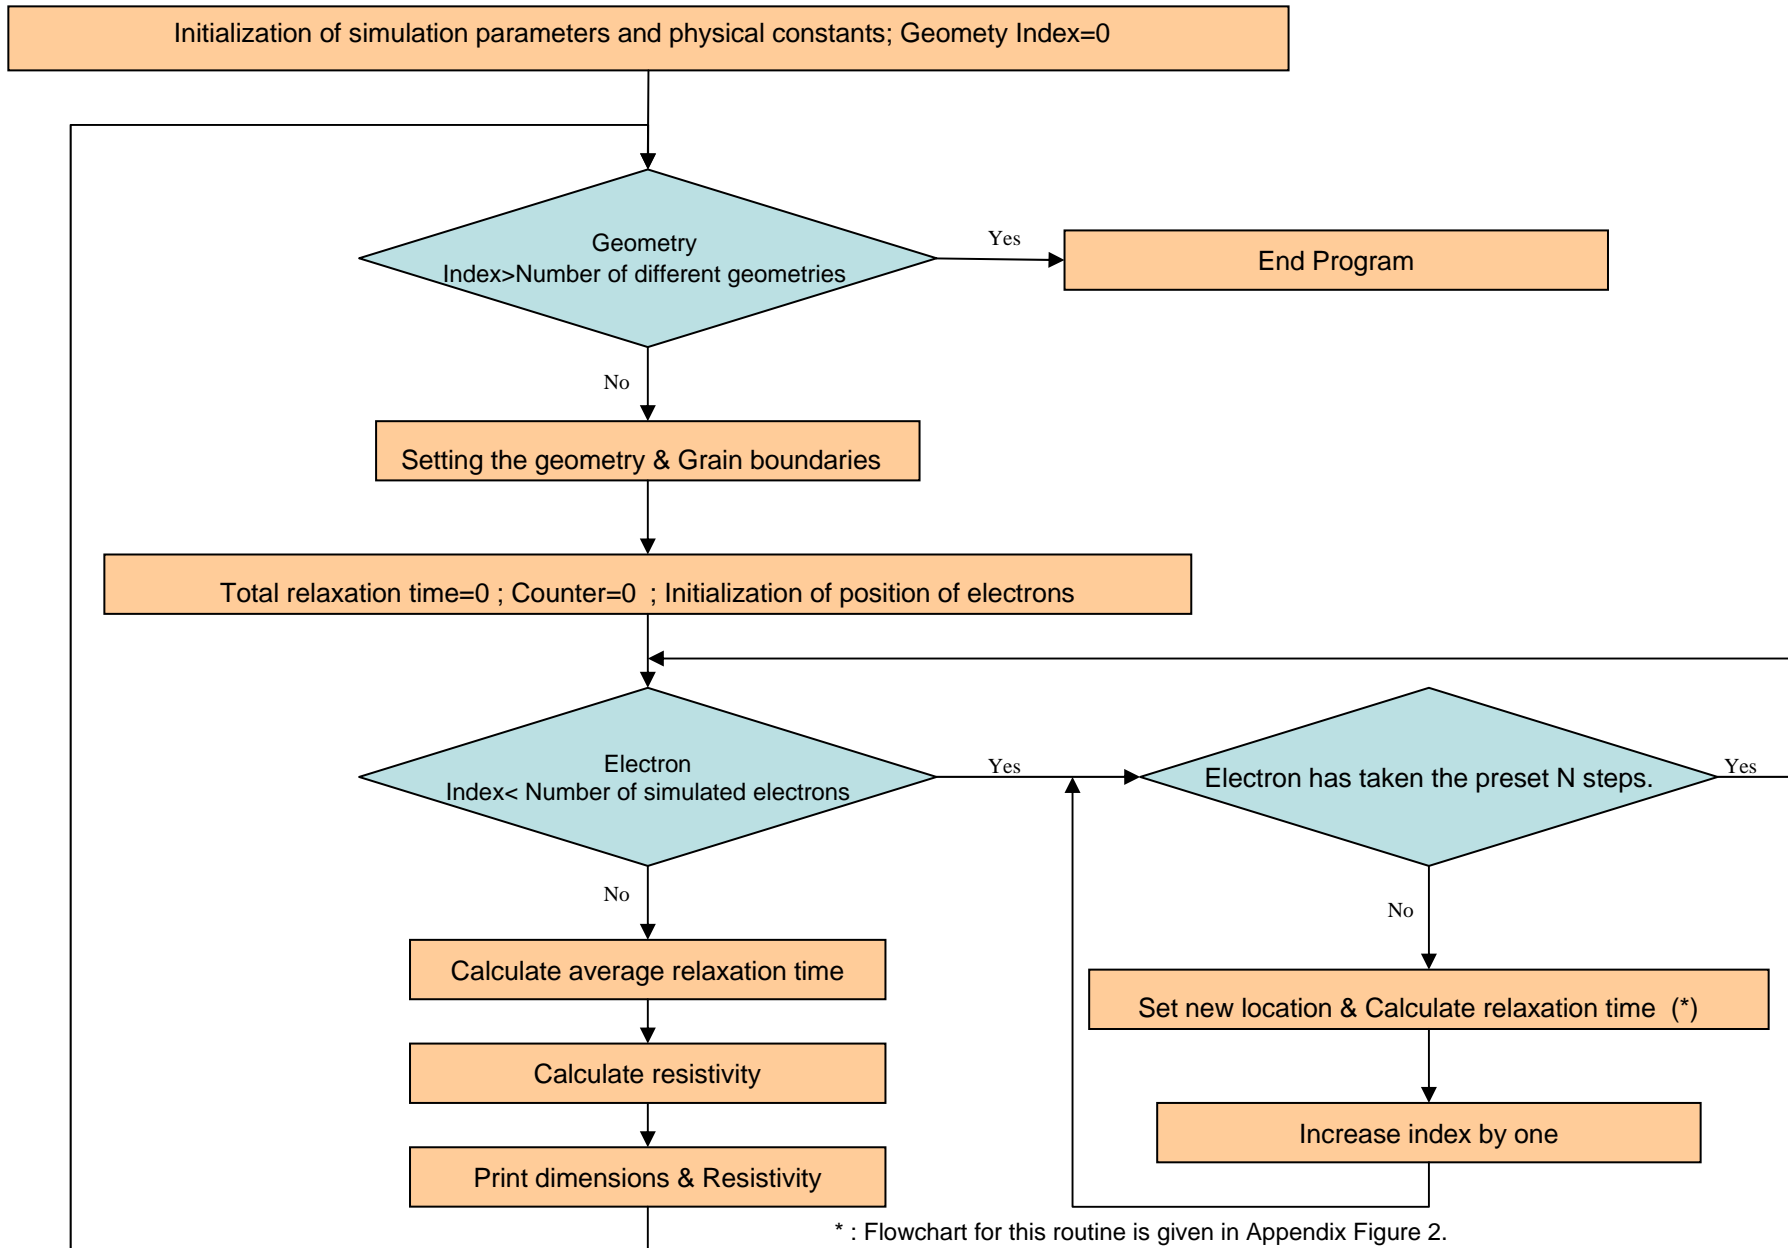 Initialization of simulation parameters and physical constants; Geomety Index=0
Geometry
Index>Number of different geometries
Yes
End Program
No
Setting the geometry & Grain boundaries
Total relaxation time=0 ; Counter=0 ; Initialization of position of electrons
Electron
Index< Number of simulated electrons
Yes
Electron has taken the preset N steps.
Yes
No
No
Calculate average relaxation time
Set new location & Calculate relaxation time (*)
Calculate resistivity
Increase index by one
Print dimensions & Resistivity
* : Flowchart for this routine is given in Appendix Figure 2.